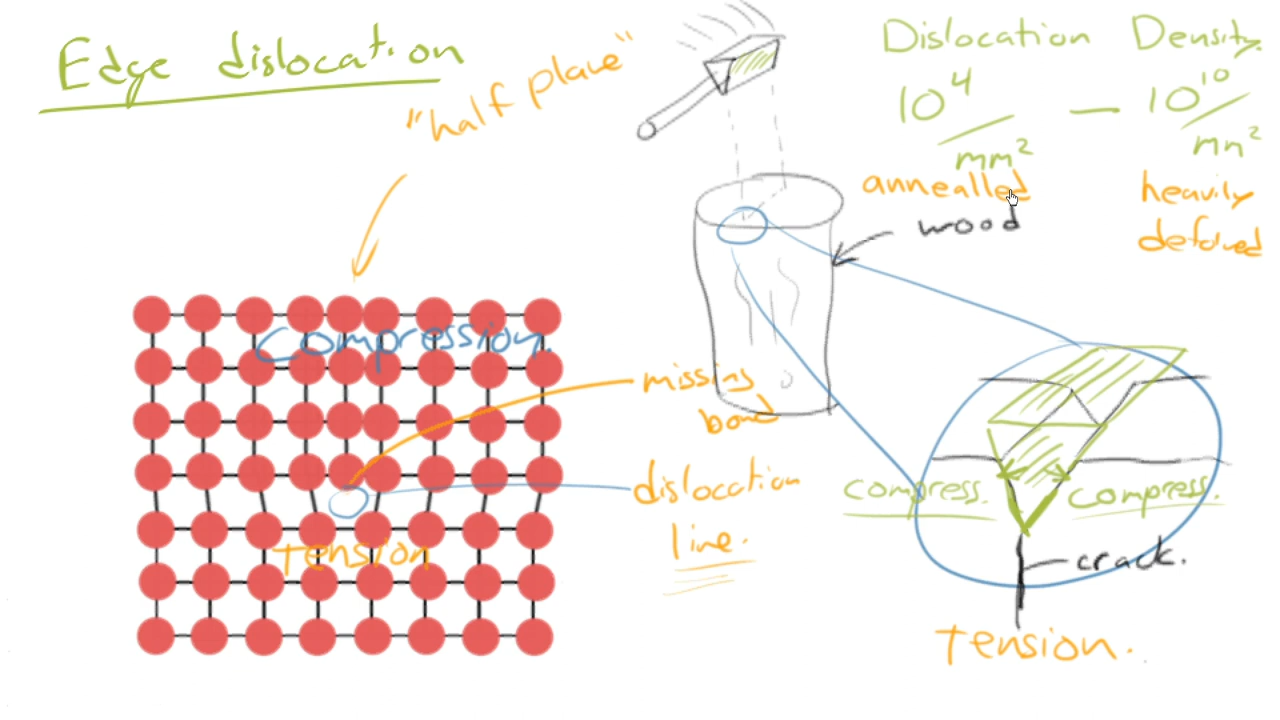 Edge dislocation
"half plane"
Dislocation Density
10^4/mm^2 — 10^10/mm^2
annealled
heavily
defored
wood
compression.
missing
bond
dislocation
line.
Tension
compress.
compress.
crack.
Tension.